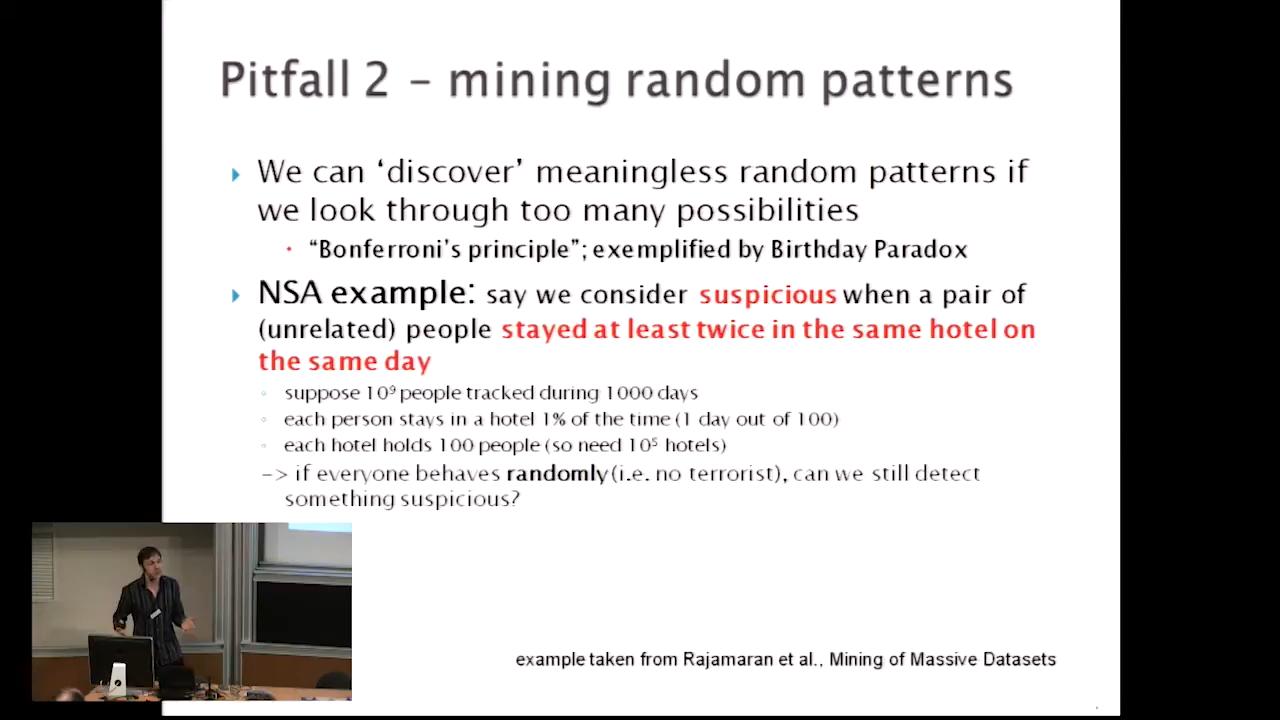 Pitfall 2 – mining random patterns
We can ‘discover’ meaningless random patterns if
we look through too many possibilities
“Bonferroni’s principle”; exemplified by Birthday Paradox
NSA example: say we consider suspicious when a pair of
(unrelated) people stayed at least twice in the same hotel on
the same day
suppose 10⁹ people tracked during 1000 days
each person stays in a hotel 1% of the time (1 day out of 100)
each hotel holds 100 people (so need 10⁵ hotels)
–> if everyone behaves randomly (i.e. no terrorist), can we still detect
something suspicious?
example taken from Rajamaran et al., Mining of Massive Datasets